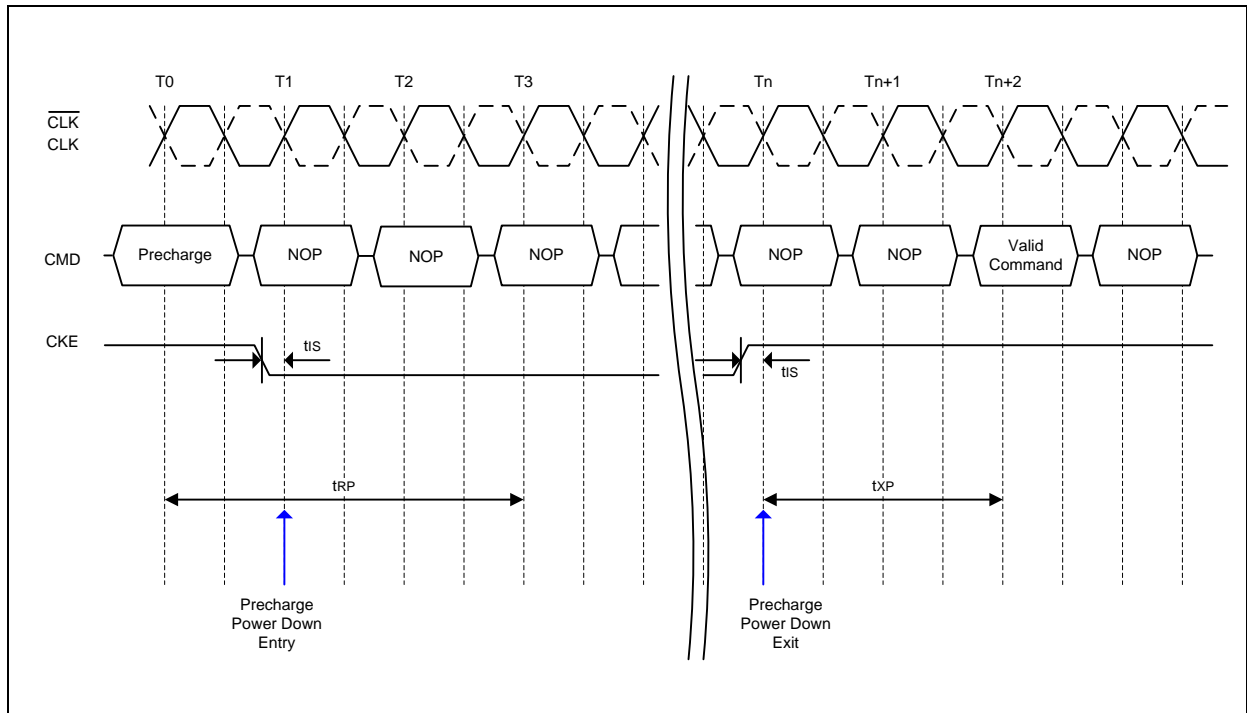 T0 T1 T2 T3 Tn Tn+1 Tn+2
CLK
CLK
CMD Precharge NOP NOP NOP NOP NOP Valid Command NOP
CKE tIS tIS
tRP tXP
Precharge
Power Down
Entry
Precharge
Power Down
Exit